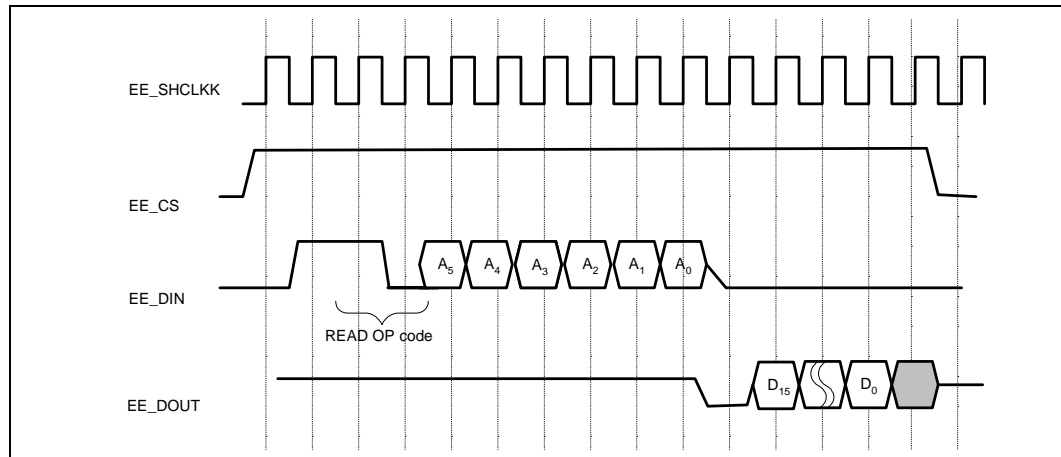 EE_SHCLKK
EE_CS
EE_DIN
A5 A4 A3 A2 A1 A0
READ OP code
EE_DOUT
D15 D0